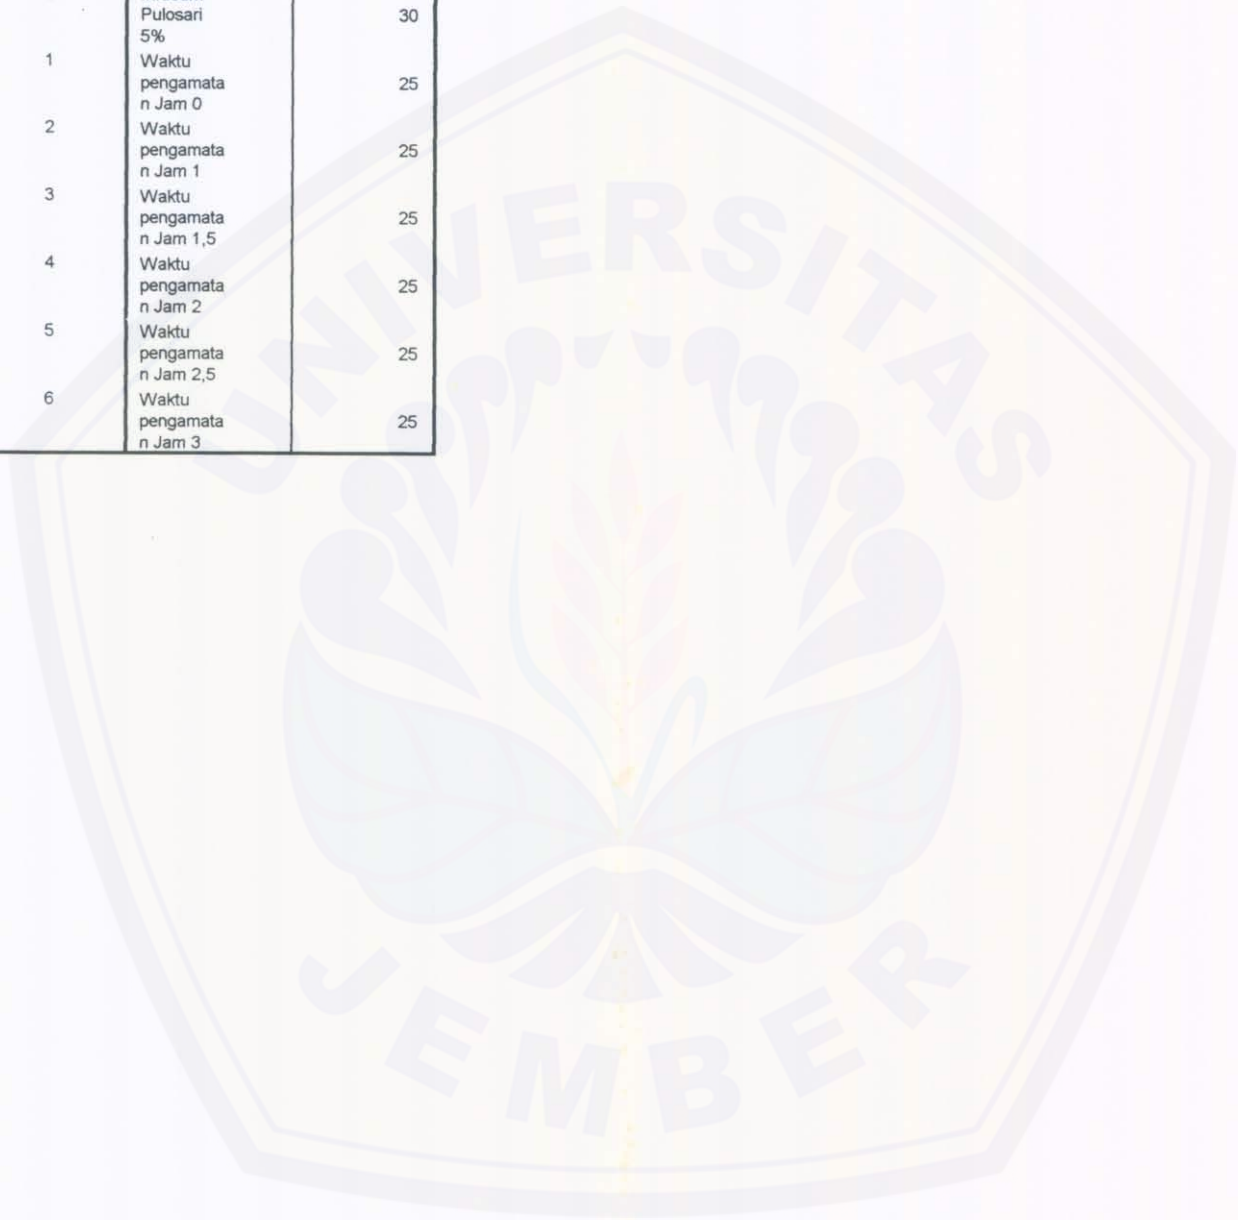 Pulosari 30
5%
1 Waktu
pengamata 25
n Jam 0
2 Waktu
pengamata 25
n Jam 1
3 Waktu
pengamata 25
n Jam 1,5
4 Waktu
pengamata 25
n Jam 2
5 Waktu
pengamata 25
n Jam 2,5
6 Waktu
pengamata 25
n Jam 3
UNIVERSITAS
JEMBER